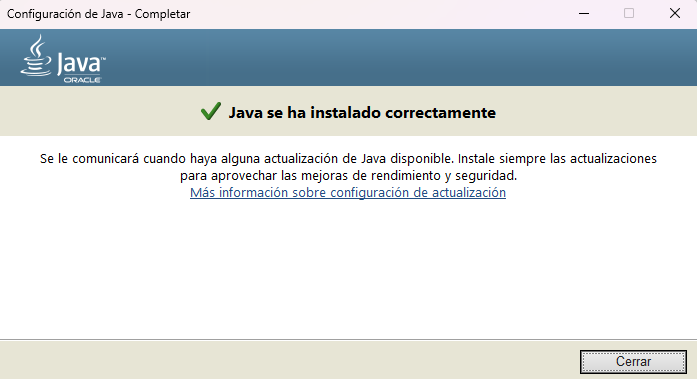 Configuración de Java - Completar
Java™
ORACLE
Java se ha instalado correctamente
Se le comunicará cuando haya alguna actualización de Java disponible. Instale siempre las actualizaciones
para aprovechar las mejoras de rendimiento y seguridad.
Más información sobre configuración de actualización
Cerrar